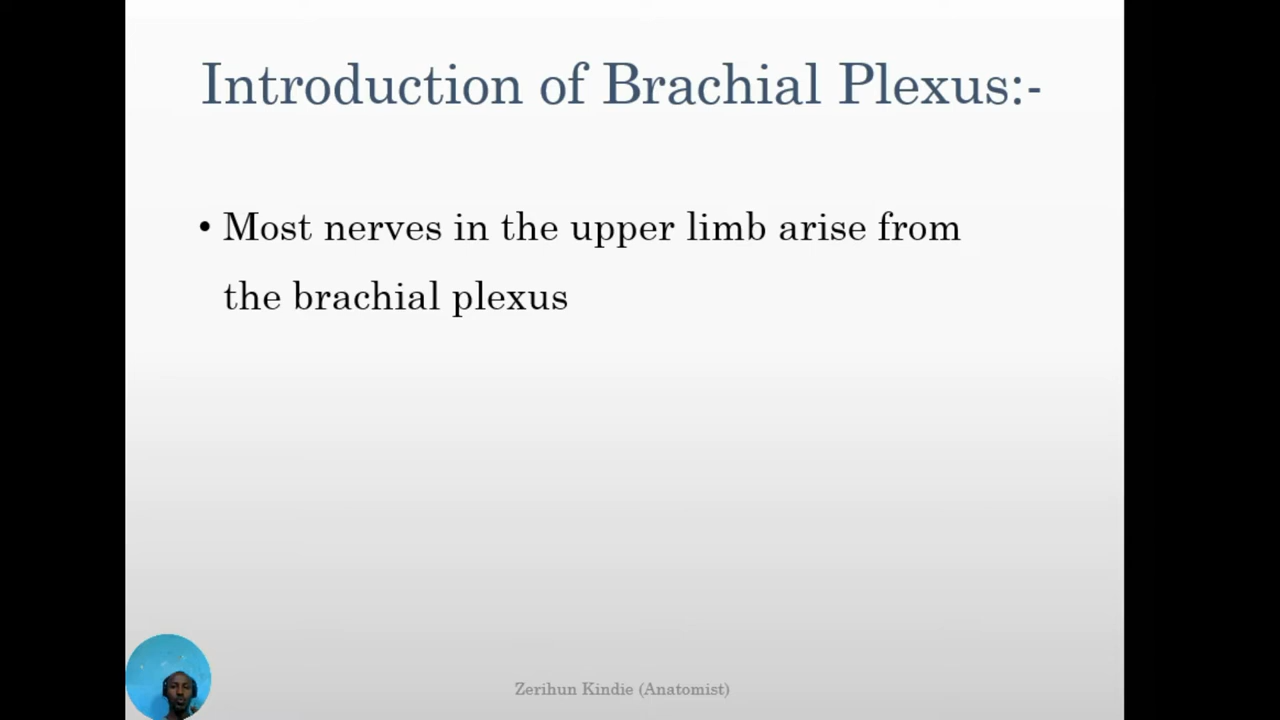 Introduction of Brachial Plexus:-
• Most nerves in the upper limb arise from
the brachial plexus
Zerihun Kindie (Anatomist)